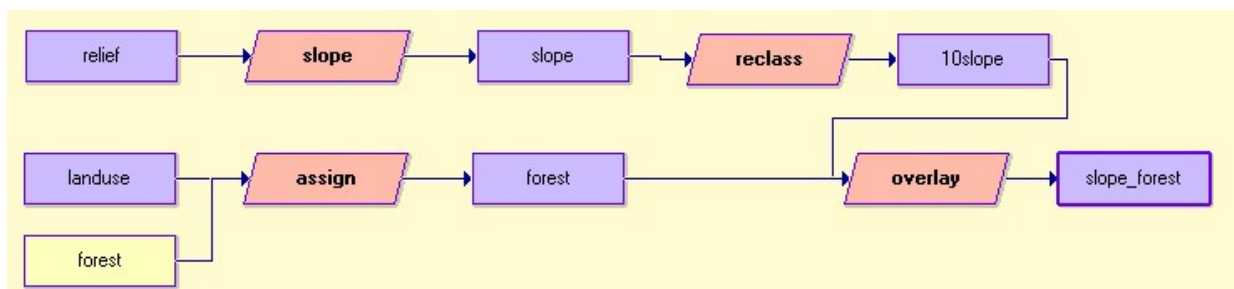 relief slope slope reclass 10slope
landuse assign forest overlay slope_forest
forest